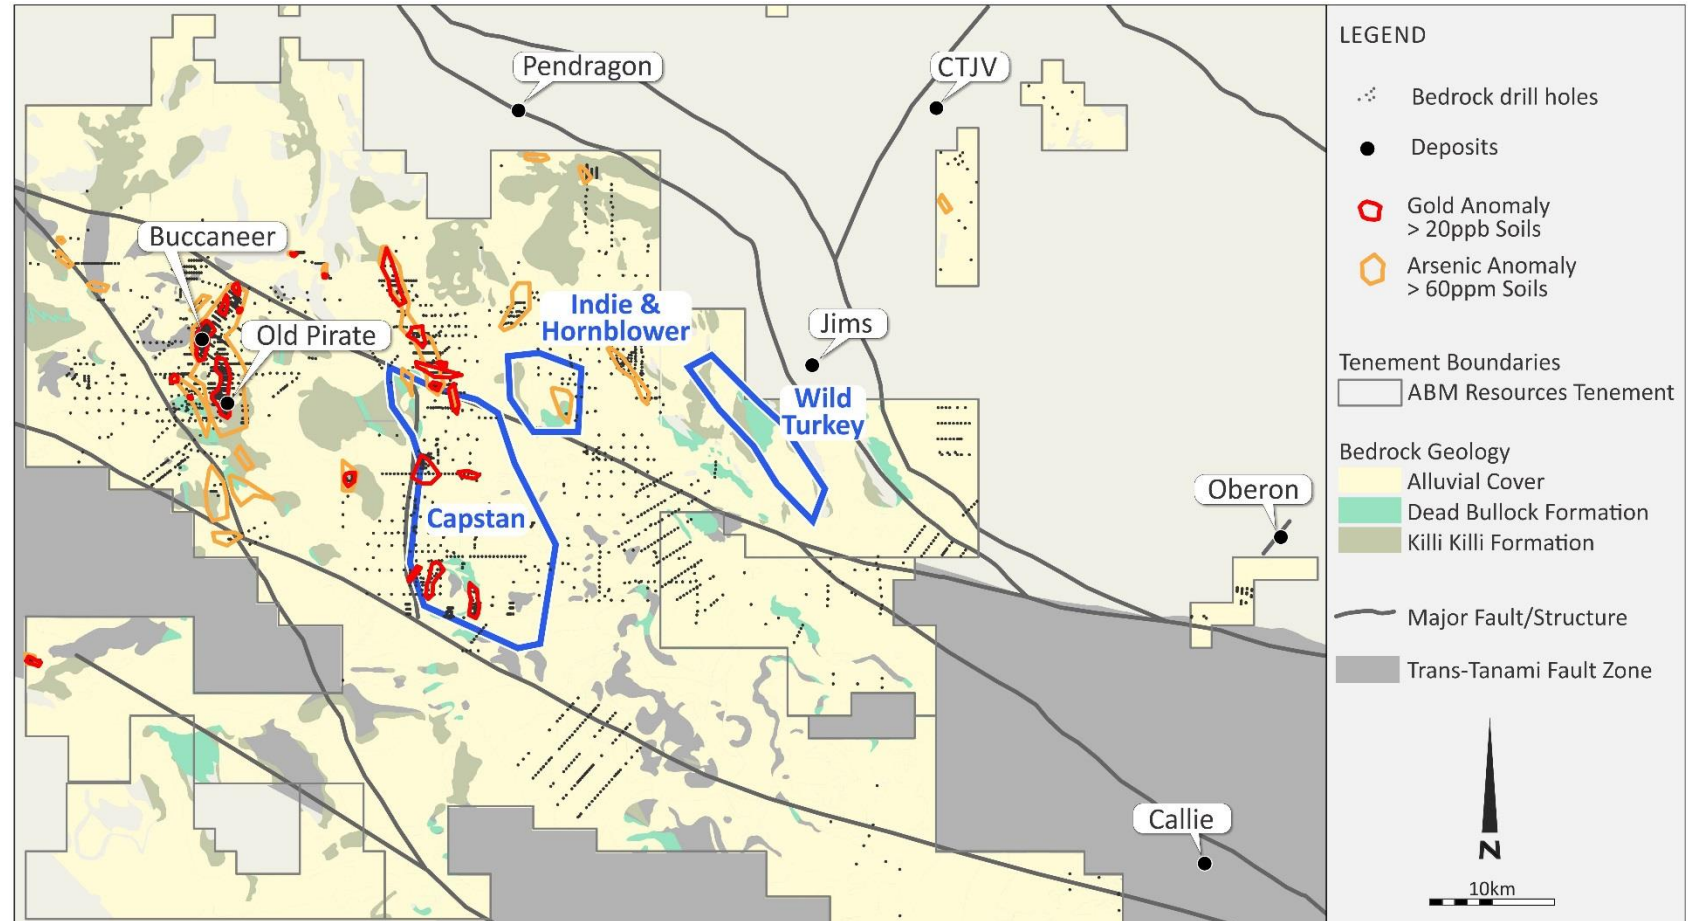 Pendragon
CTJV
Buccaneer
Old Pirate
Indie &
Hornblower
Jims
Wild
Turkey
Capstan
Oberon
Callie
LEGEND
Bedrock drill holes
Deposits
Gold Anomaly
> 20ppb Soils
Arsenic Anomaly
> 60ppm Soils
Tenement Boundaries
ABM Resources Tenement
Bedrock Geology
Alluvial Cover
Dead Bullock Formation
Killi Killi Formation
Major Fault/Structure
Trans-Tanami Fault Zone
N
10km